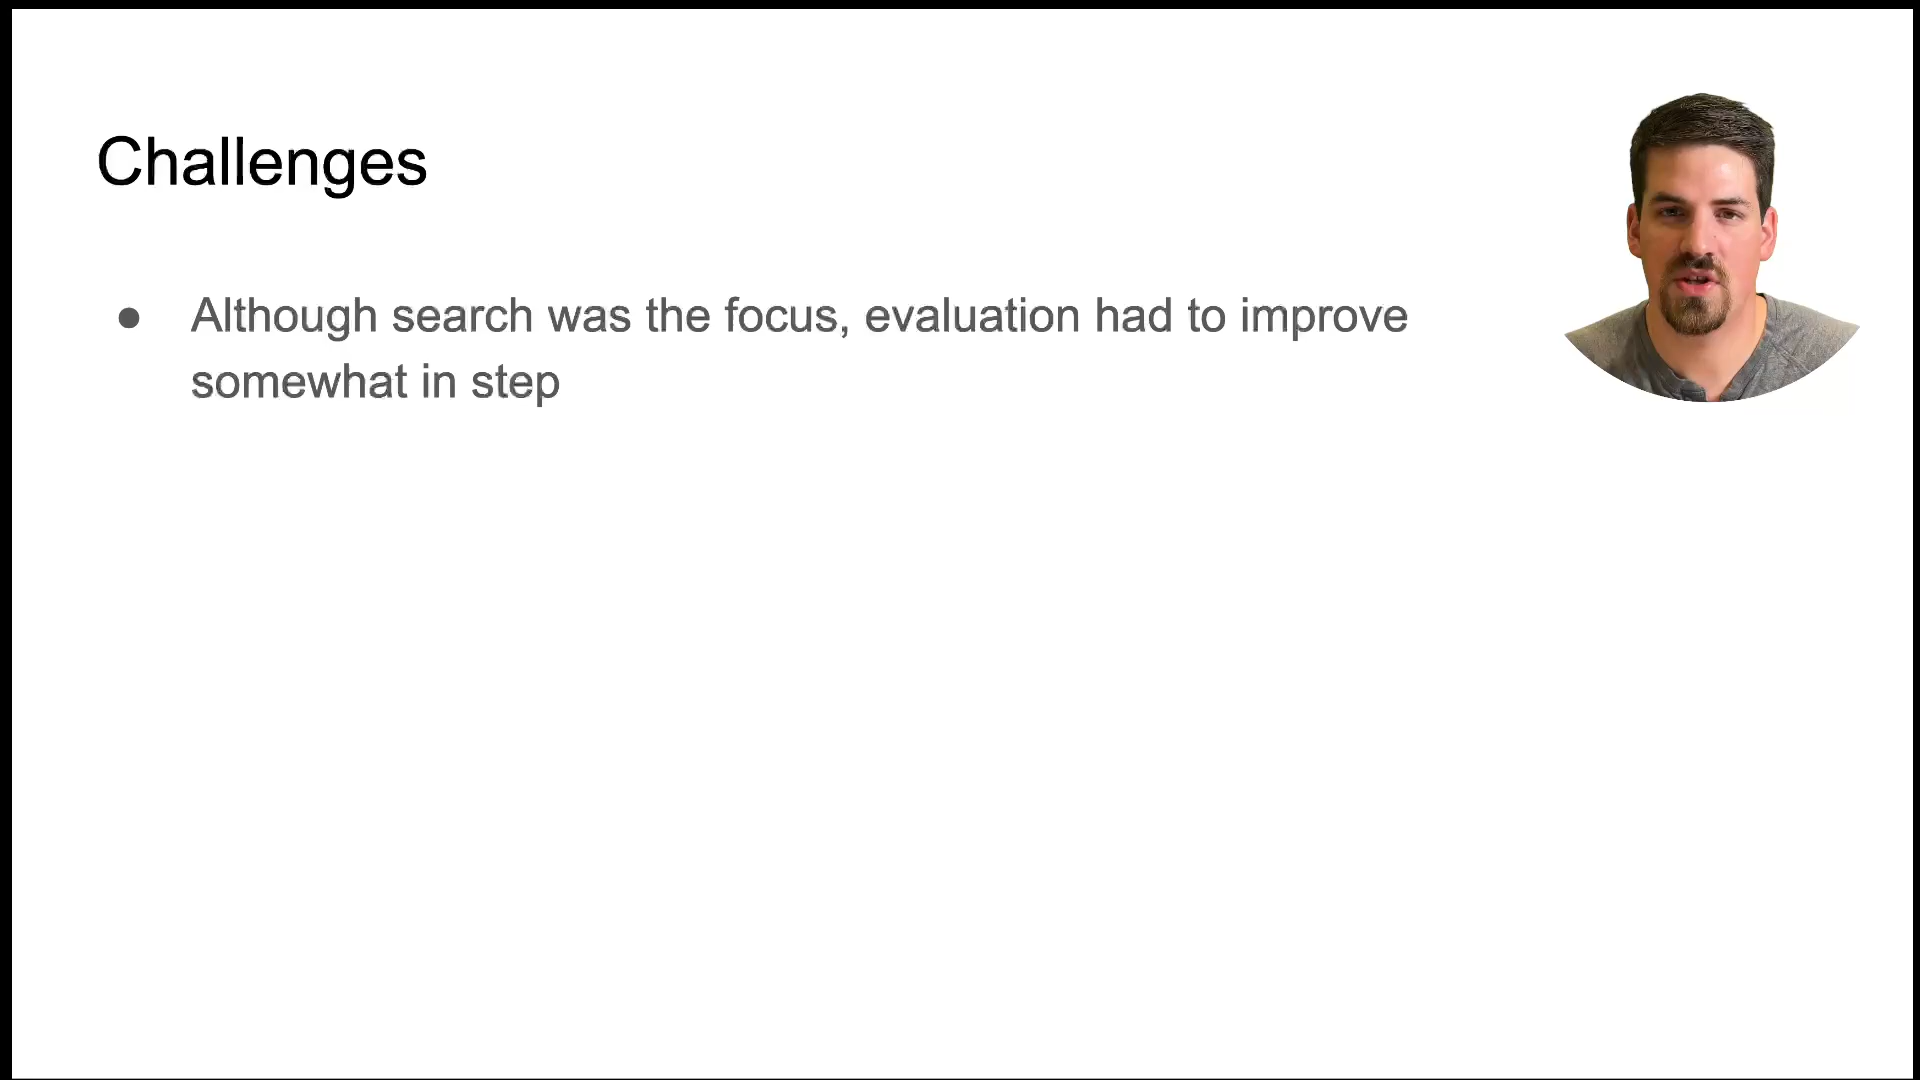 Challenges
● Although search was the focus, evaluation had to improve
somewhat in step